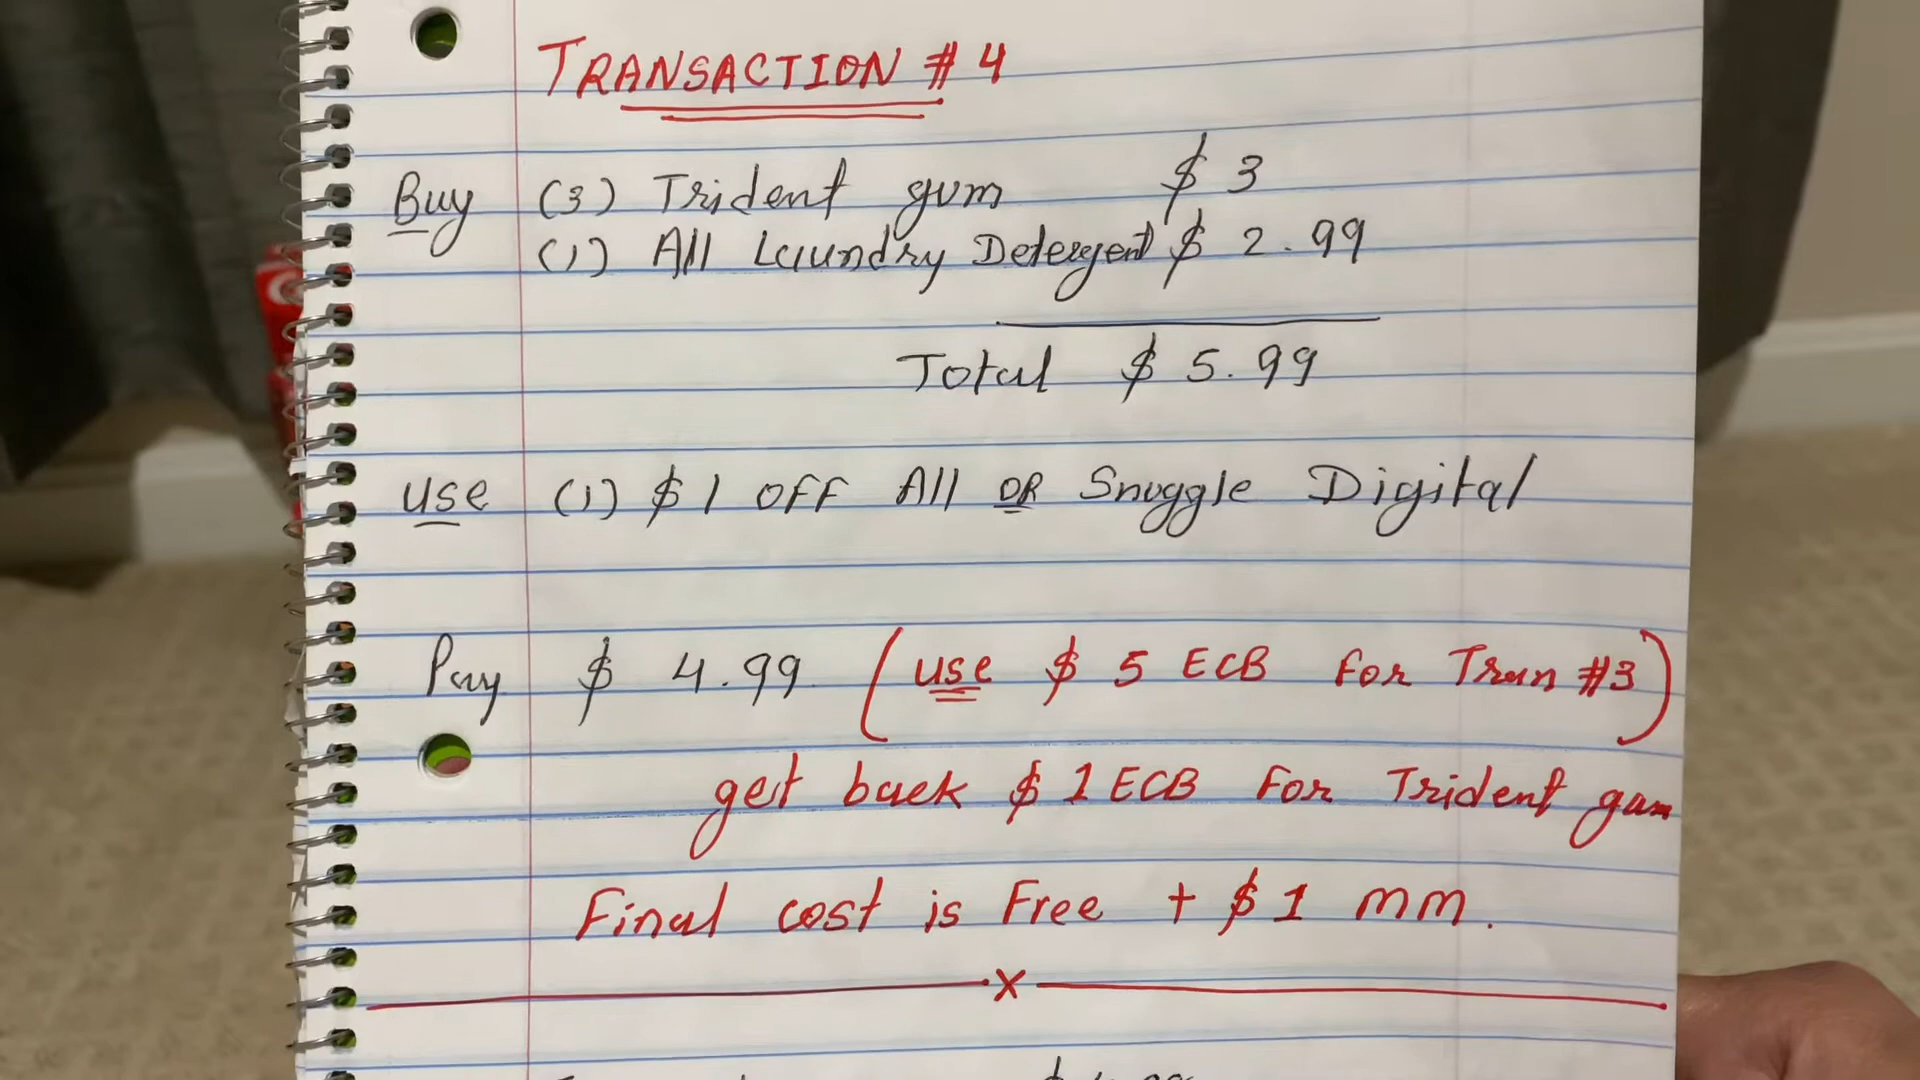 TRANSACTION # 4
Buy (3) Trident gum $ 3
(1) All Laundry Detergent $ 2.99
Total $ 5.99
Use (1) $1 OFF All OR Snuggle Digital
Pay $ 4.99 (use $5 ECB For Tran #3)
get back $1 ECB For Trident gum
Final cost is Free + $1 mm.
X